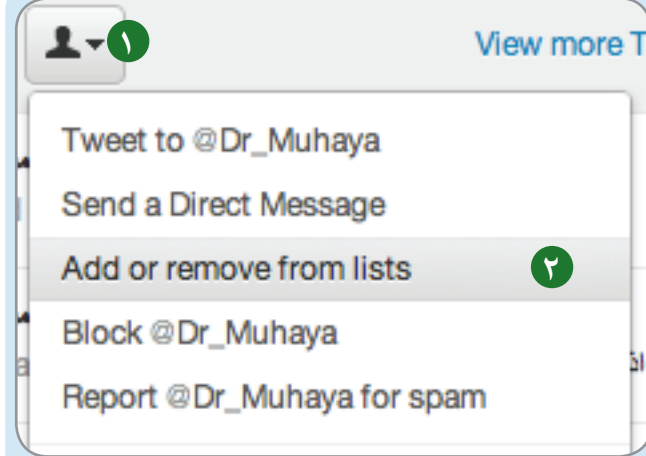 ١
View more T
Tweet to @Dr_Muhaya
Send a Direct Message
Add or remove from lists ٢
Block @Dr_Muhaya
Report @Dr_Muhaya for spam